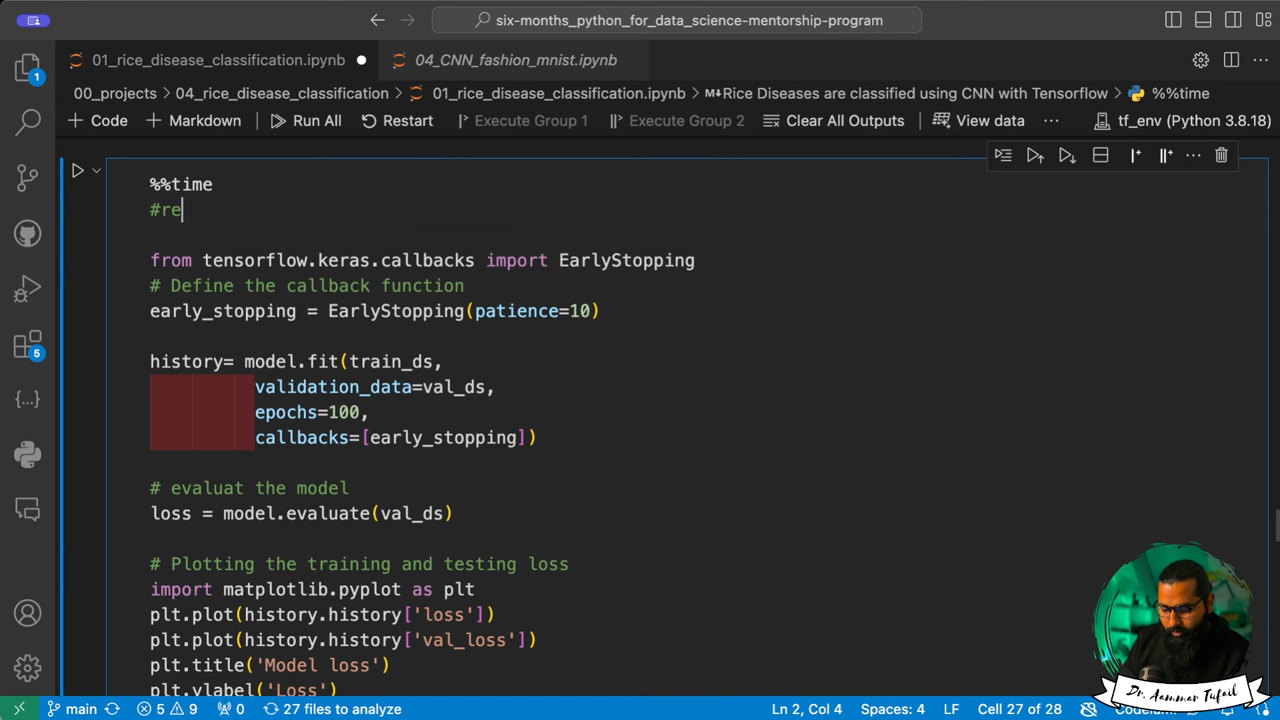 six-months_python_for_data_science-mentorship-program
01_rice_disease_classification.ipynb
04_CNN_fashion_mnist.ipynb
1
00_projects > 04_rice_disease_classification > 01_rice_disease_classification.ipynb > M↓Rice Diseases are classified using CNN with Tensorflow > %%time
+ Code + Markdown Run All Restart Execute Group 1 Execute Group 2 Clear All Outputs View data ... tf_env (Python 3.8.18)
%%time
#re
from tensorflow.keras.callbacks import EarlyStopping
# Define the callback function
early_stopping = EarlyStopping(patience=10)
5
history= model.fit(train_ds,
validation_data=val_ds,
epochs=100,
callbacks=[early_stopping])
# evaluat the model
loss = model.evaluate(val_ds)
# Plotting the training and testing loss
import matplotlib.pyplot as plt
plt.plot(history.history['loss'])
plt.plot(history.history['val_loss'])
plt.title('Model loss')
plt.ylabel('Loss')
Dr. Aammar Tufail
main 5 9 0 27 files to analyze Ln 2, Col 4 Spaces: 4 LF Cell 27 of 28